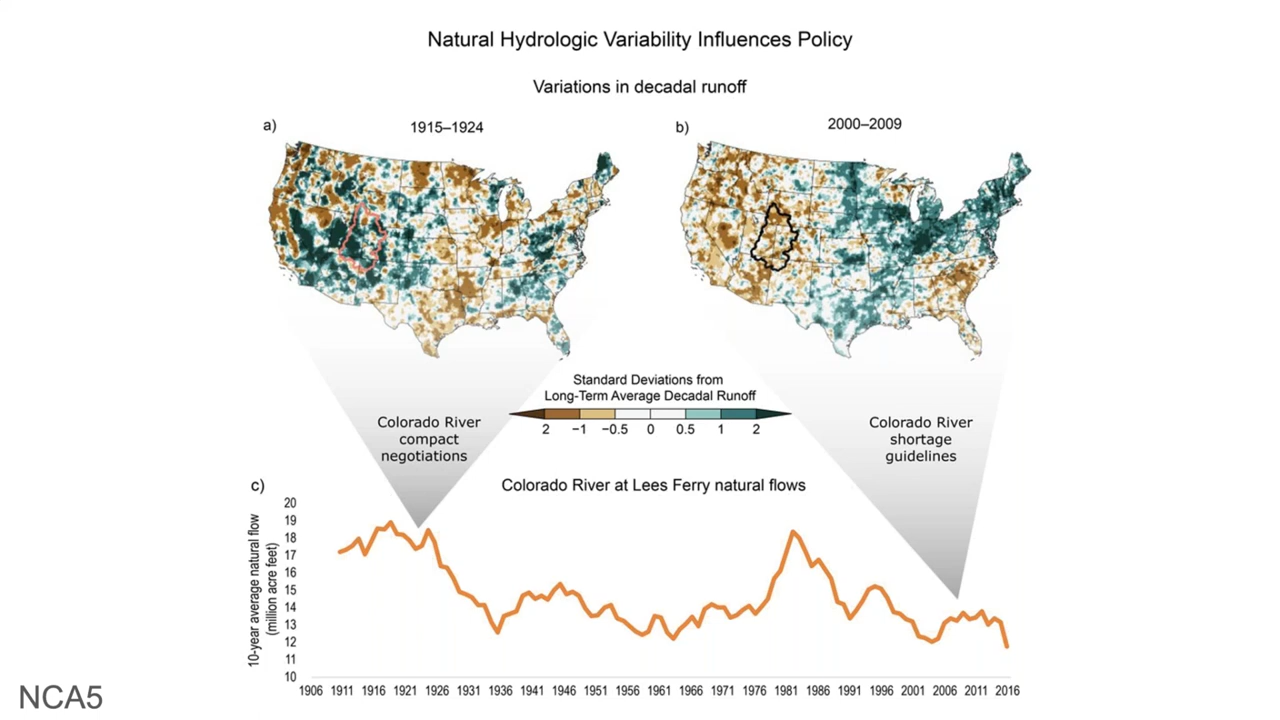 Natural Hydrologic Variability Influences Policy
Variations in decadal runoff
a)
1915–1924
b)
2000–2009
Standard Deviations from
Long-Term Average Decadal Runoff
2 −1 −0.5 0 0.5 1 2
Colorado River
compact
negotiations
Colorado River
shortage
guidelines
c)
Colorado River at Lees Ferry natural flows
10-year average natural flow
(million acre feet)
20
19
18
17
16
15
14
13
12
11
10
1906 1911 1916 1921 1926 1931 1936 1941 1946 1951 1956 1961 1966 1971 1976 1981 1986 1991 1996 2001 2006 2011 2016
NCA5